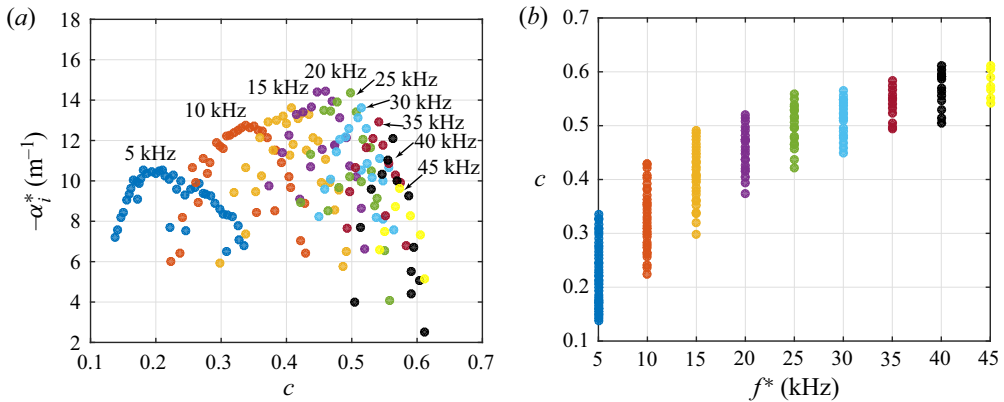 (a)
18
16
14
12
10
8
6
4
2
−α*i (m−1)
5 kHz
10 kHz
15 kHz
20 kHz
25 kHz
30 kHz
35 kHz
40 kHz
45 kHz
0.1 0.2 0.3 0.4 0.5 0.6 0.7
c
(b)
0.7
0.6
0.5
0.4
0.3
0.2
0.1
c
5 10 15 20 25 30 35 40 45
f* (kHz)